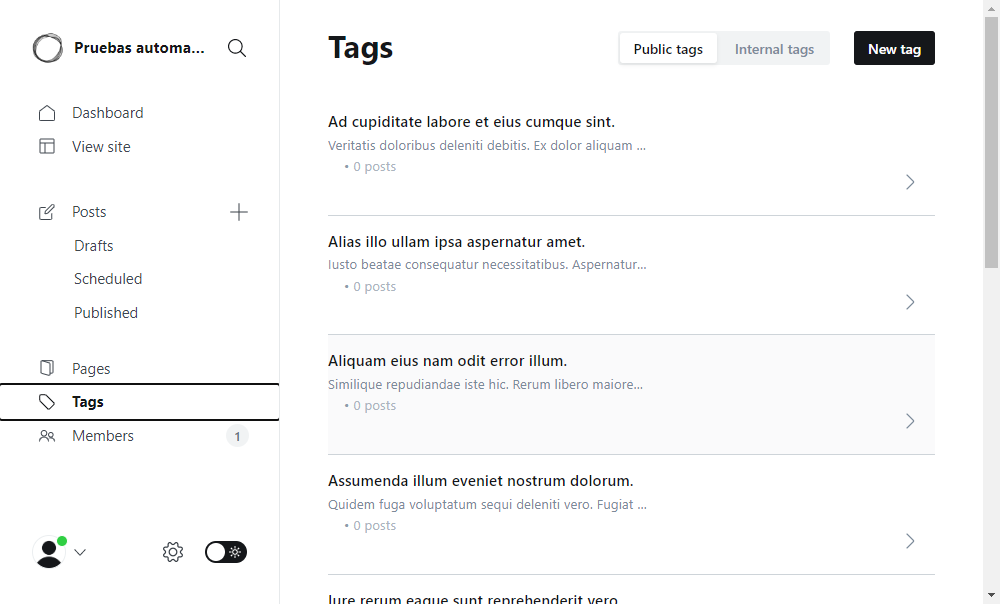 Pruebas automa...
Dashboard
View site
Posts
Drafts
Scheduled
Published
Pages
Tags
Members
1
Tags
Public tags
Internal tags
New tag
Ad cupiditate labore et eius cumque sint.
Veritatis doloribus deleniti debitis. Ex dolor aliquam ...
• 0 posts
Alias illo ullam ipsa aspernatur amet.
Iusto beatae consequatur necessitatibus. Aspernatur...
• 0 posts
Aliquam eius nam odit error illum.
Similique repudiandae iste hic. Rerum libero maiore...
• 0 posts
Assumenda illum eveniet nostrum dolorum.
Quidem fuga voluptatum sequi deleniti vero. Fugiat ...
• 0 posts
Iure rerum eaque sunt reprehenderit vero.